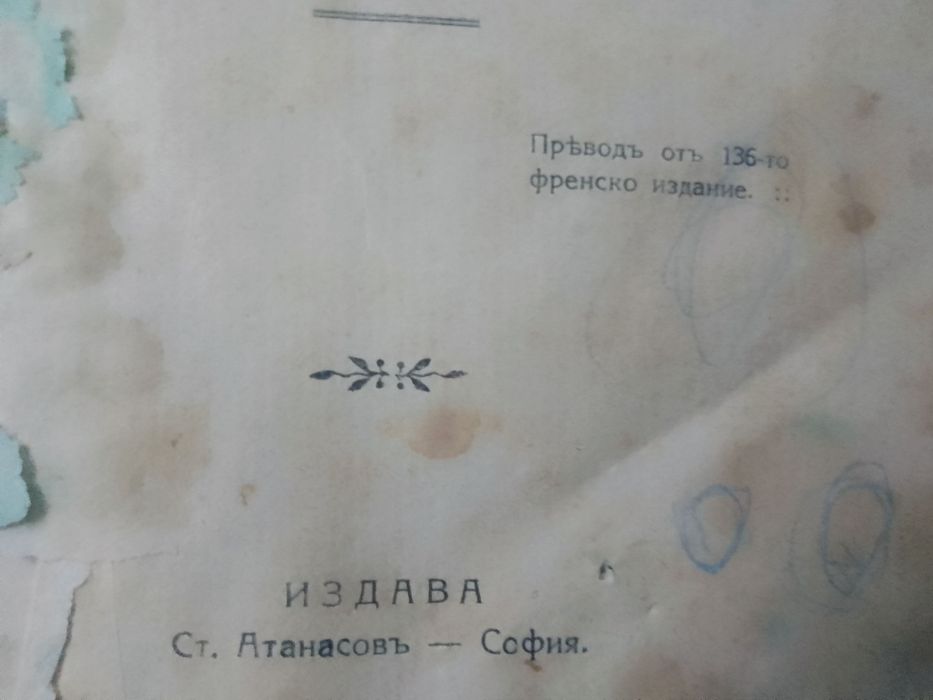 Прѣводъ отъ 136-то
френско издание. ::
ИЗДАВА
Ст. Атанасовъ — София.